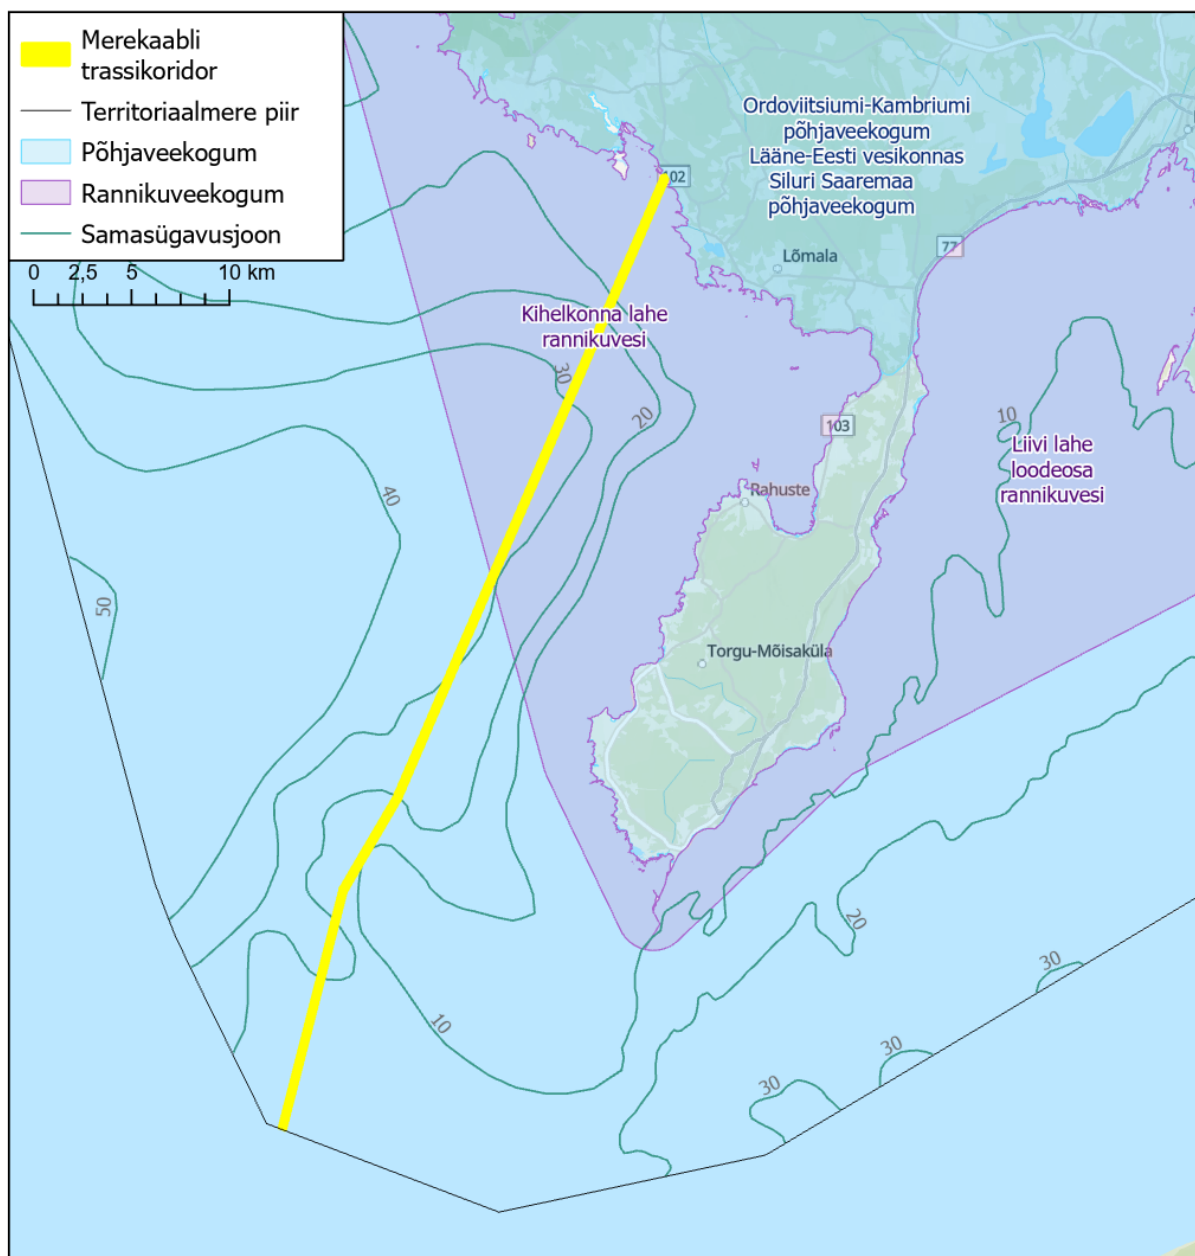 Merekaabli
trassikoridor
Territoriaalmere piir
Põhjaveekogum
Rannikuveekogum
Samasügavusjoon
0 2,5 5 10 km
Ordoviitsiumi-Kambriumi
põhjaveekogum
Lääne-Eesti vesikonnas
Siluri Saaremaa
põhjaveekogum
102
77
Lõmala
Kihelkonna lahe
rannikuvesi
30
20
103
10
Liivi lahe
loodeosa
rannikuvesi
40
Rahuste
50
Torgu-Mõisaküla
20
30
10
30
30